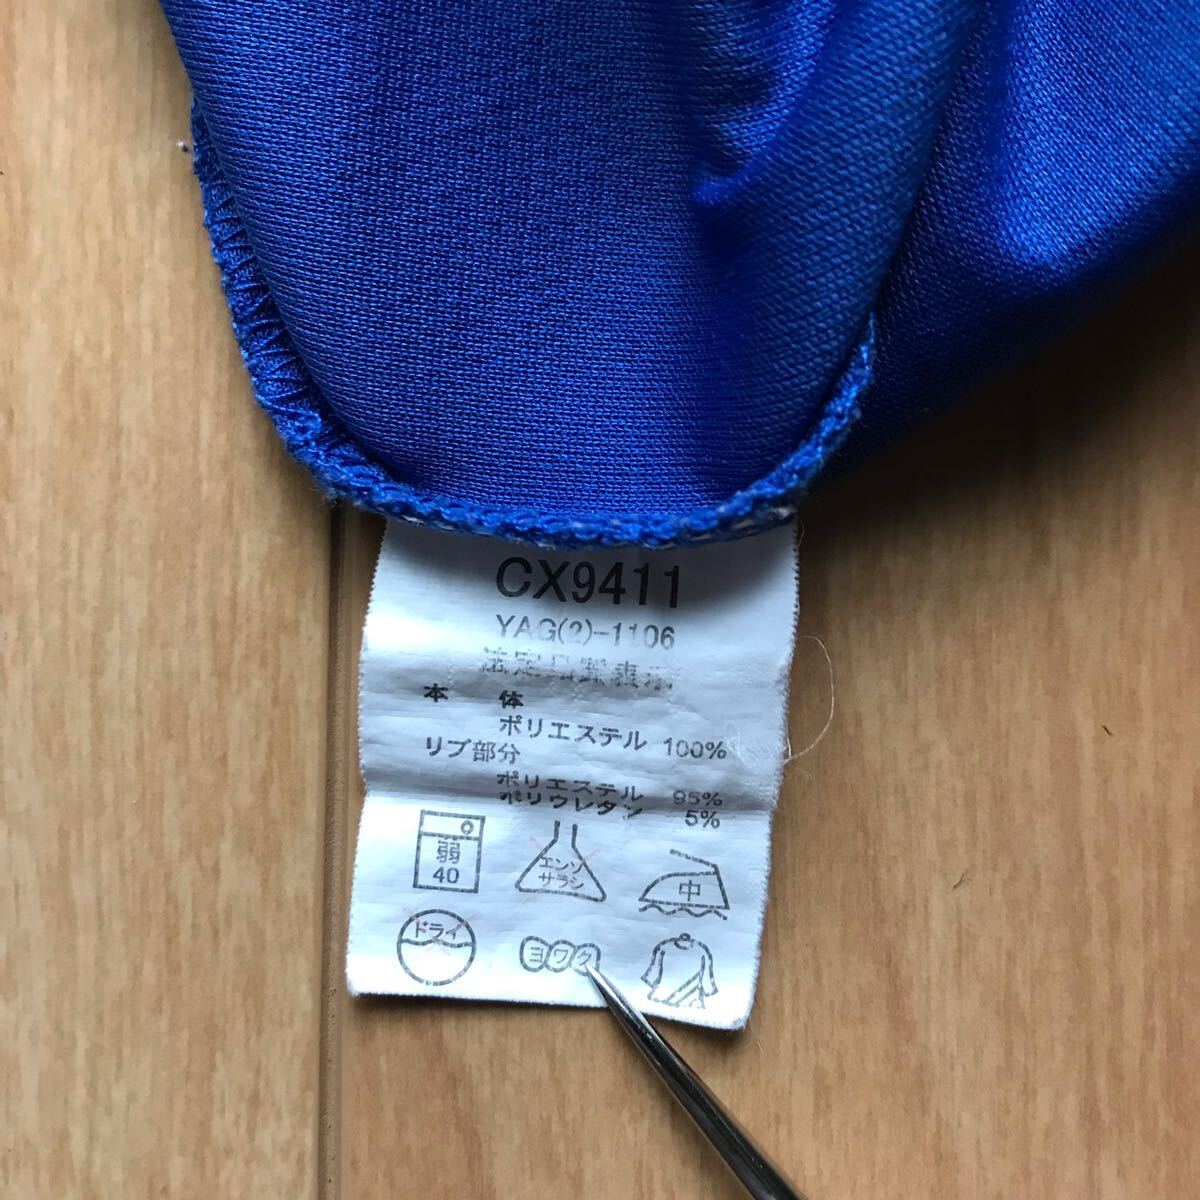 CX9411
YAG(2)-1106
法定品質表示
本 体
ポリエステル 100%
リブ部分
ポリエステル 95%
ポリウレタン 5%
弱
40
エンソ
サラシ
中
ドライ
ヨワク